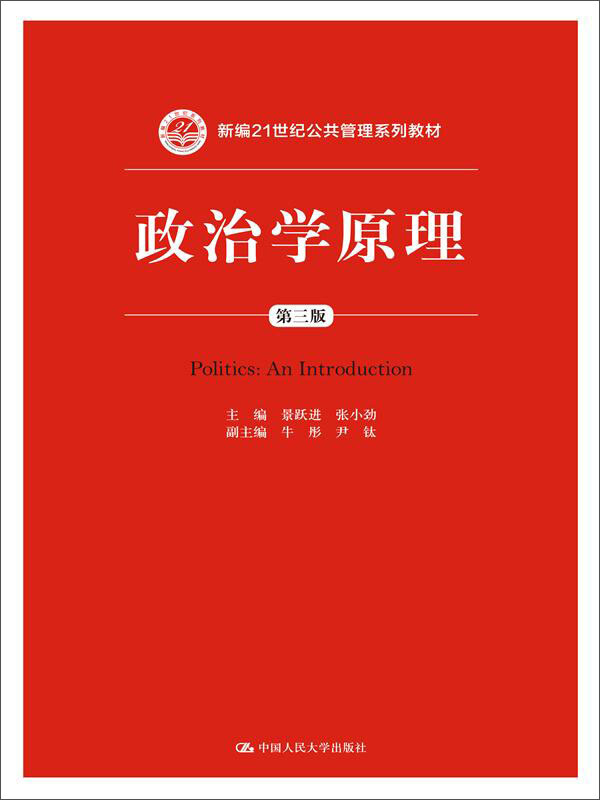 21
新编21世纪公共管理系列教材
政治学原理
第三版
Politics: An Introduction
主 编 景跃进 张小劲
副主编 牛 彤 尹 钛
中国人民大学出版社